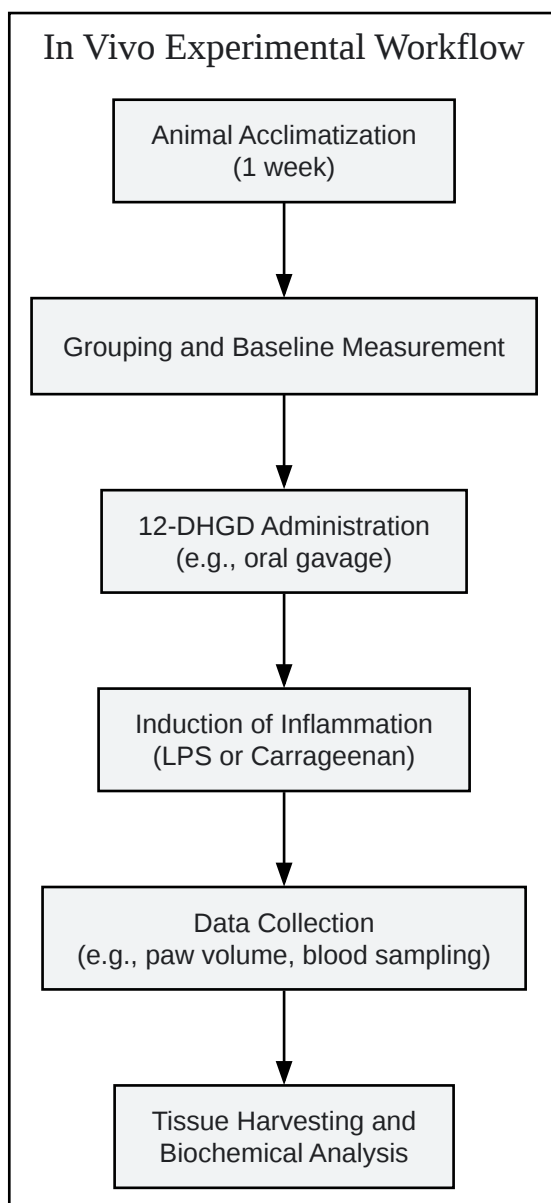 In Vivo Experimental Workflow
Animal Acclimatization
(1 week)
Grouping and Baseline Measurement
12-DHGD Administration
(e.g., oral gavage)
Induction of Inflammation
(LPS or Carrageenan)
Data Collection
(e.g., paw volume, blood sampling)
Tissue Harvesting and
Biochemical Analysis